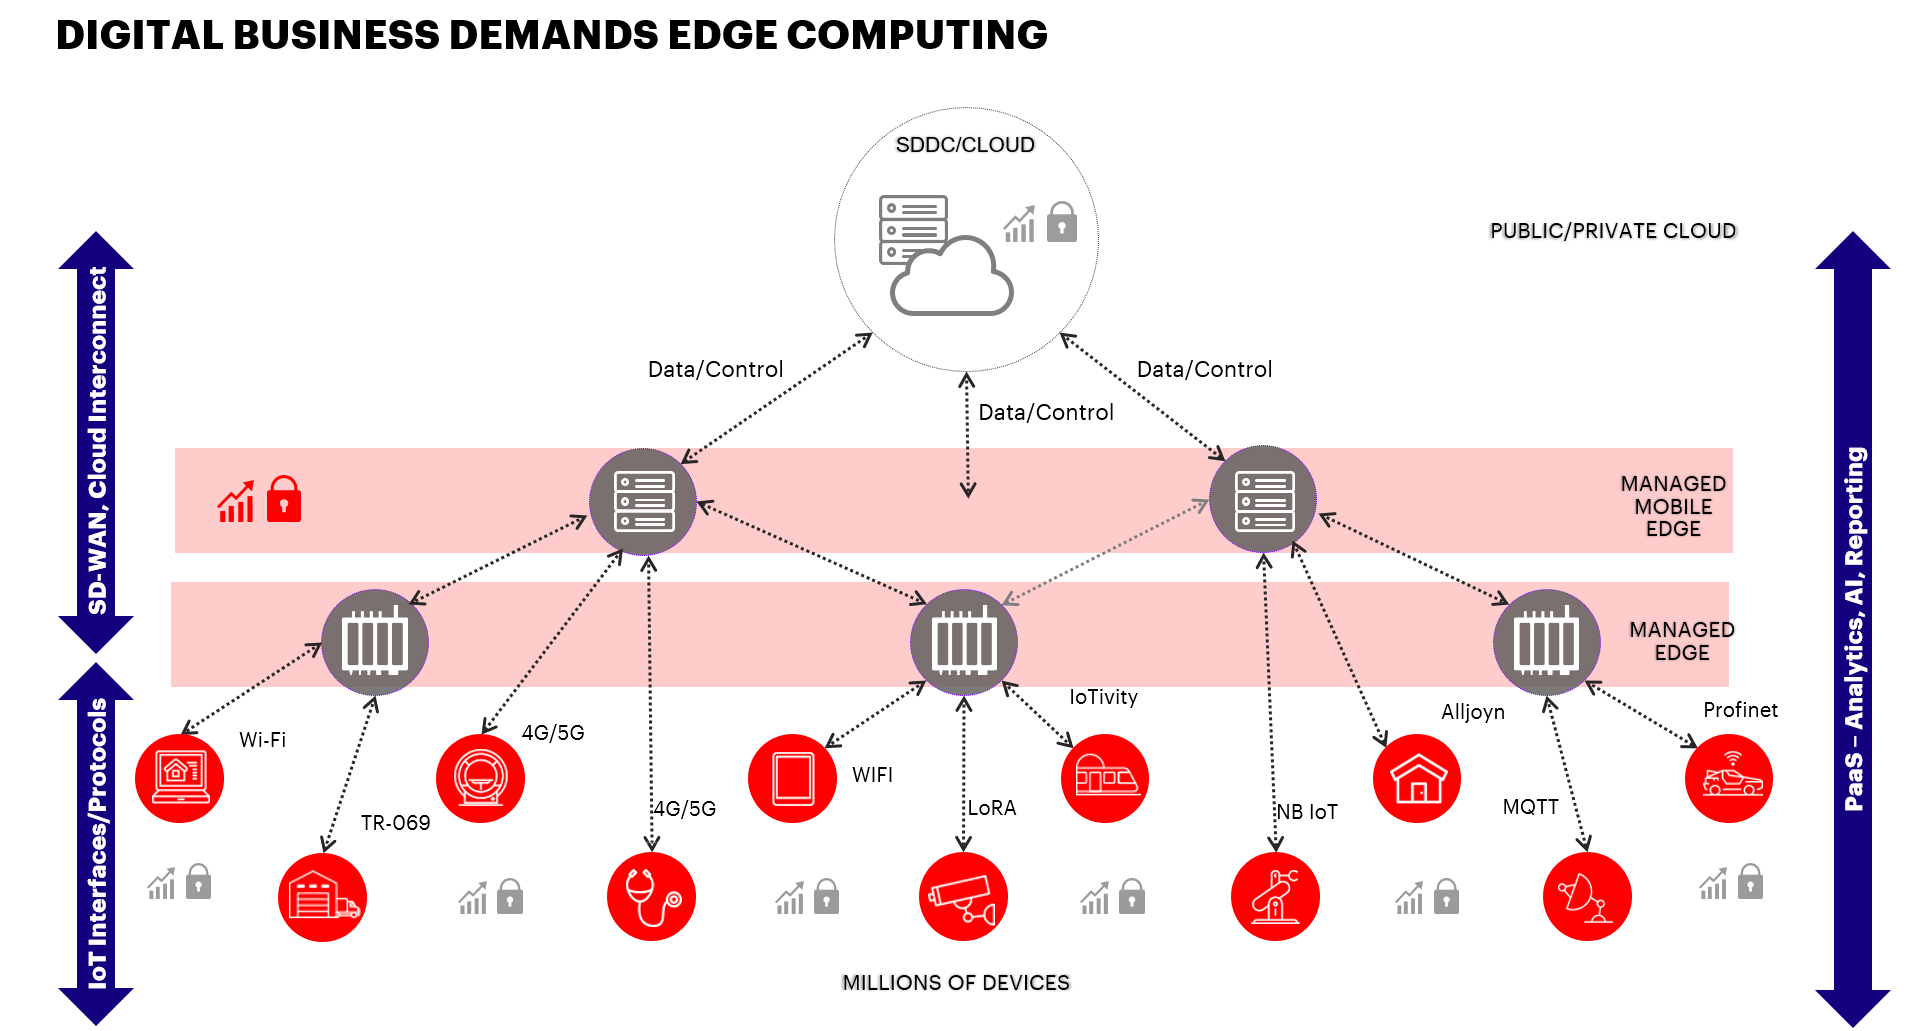 DIGITAL BUSINESS DEMANDS EDGE COMPUTING
SDDC/CLOUD
PUBLIC/PRIVATE CLOUD
SD-WAN, Cloud Interconnect
Data/Control
Data/Control
Data/Control
MANAGED
MOBILE
EDGE
PaaS – Analytics, AI, Reporting
MANAGED
EDGE
IoT Interfaces/Protocols
Wi-Fi
TR-069
4G/5G
4G/5G
WIFI
LoRA
IoTivity
NB IoT
Alljoyn
MQTT
Profinet
MILLIONS OF DEVICES